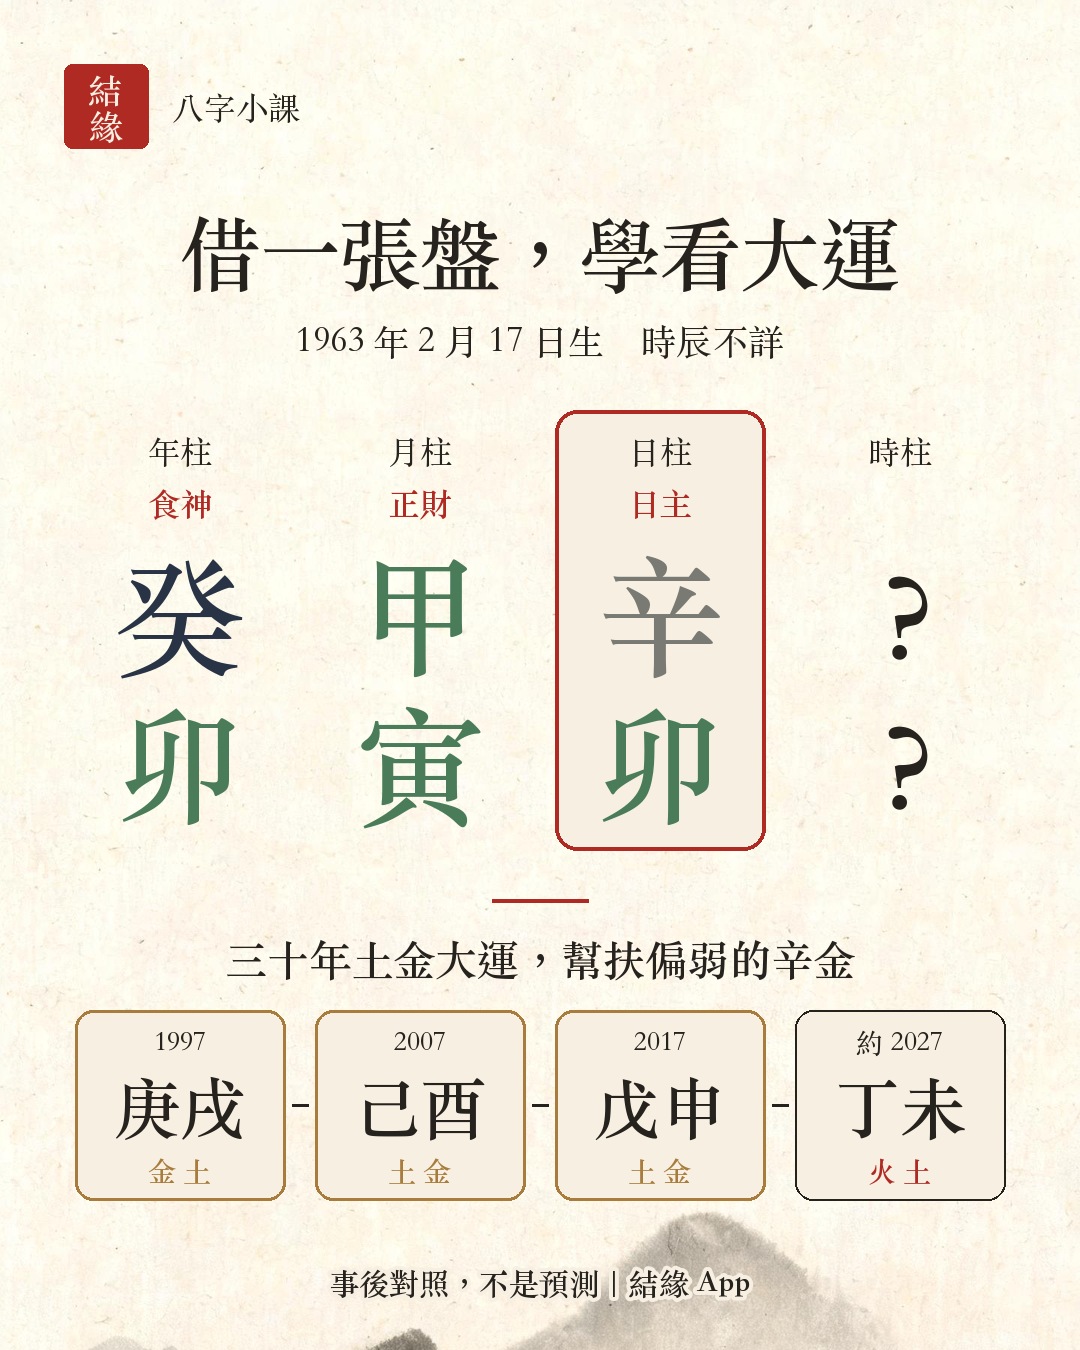 結緣
八字小課
借一張盤，學看大運
1963 年 2 月 17 日生　時辰不詳
年柱 月柱 日柱 時柱
食神 正財 日主
癸 甲 辛 ?
卯 寅 卯 ?
三十年土金大運，幫扶偏弱的辛金
1997 2007 2017 約 2027
庚戌 – 己酉 – 戊申 – 丁未
金 土 土 金 土 金 火 土
事後對照，不是預測 | 結緣 App